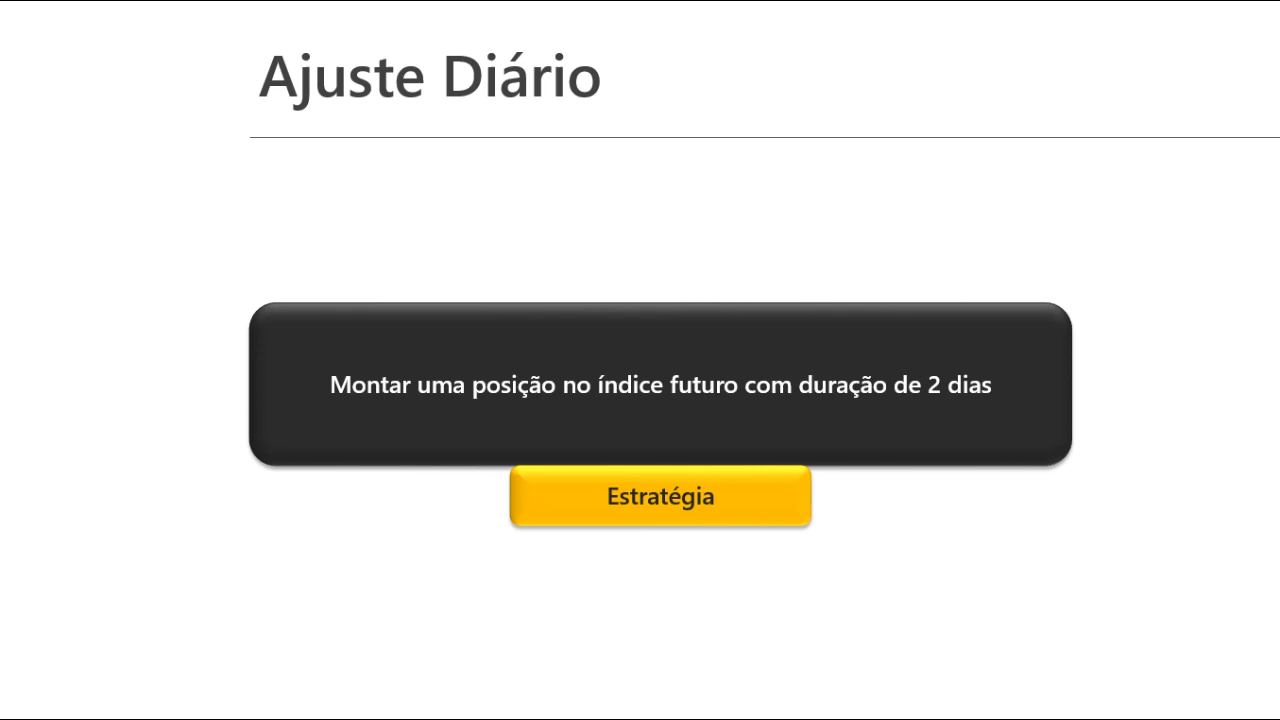 Ajuste Diário
Montar uma posição no índice futuro com duração de 2 dias
Estratégia